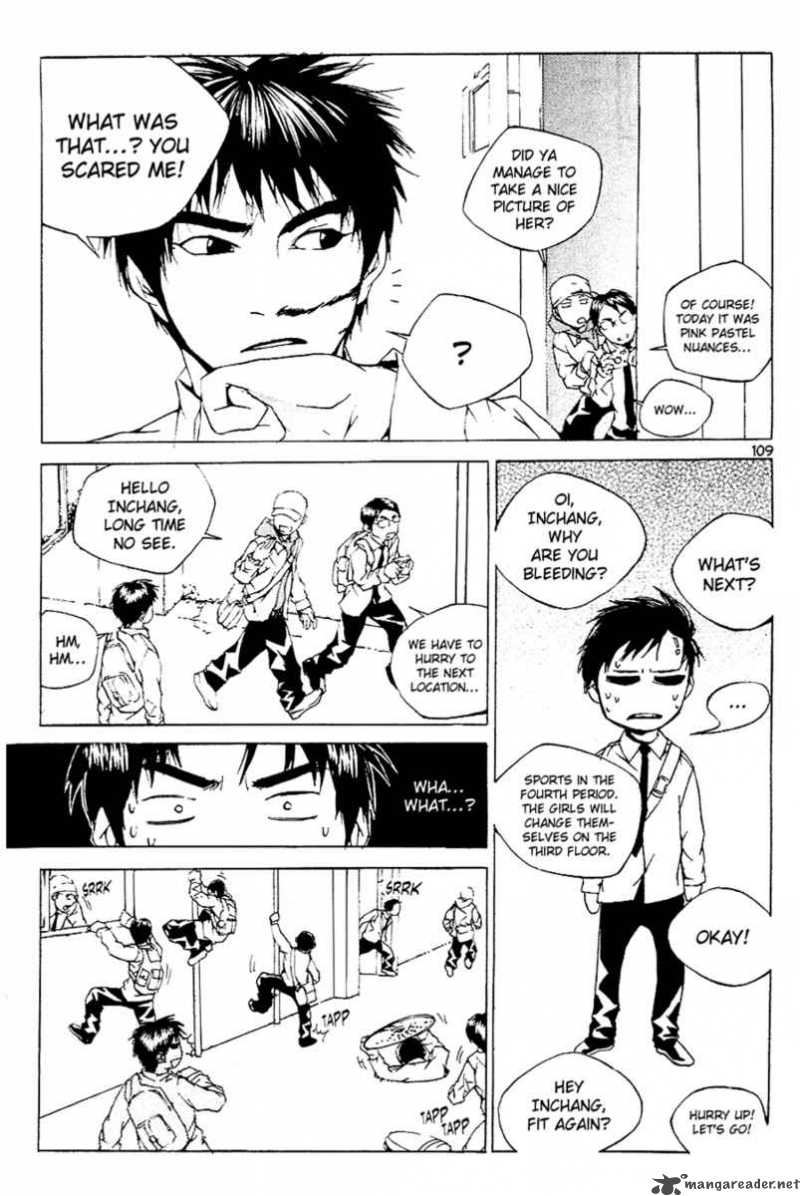 WHAT WAS
THAT...? YOU
SCARED ME!
DID YA
MANAGE TO
TAKE A NICE
PICTURE OF
HER?
?
OF COURSE!
TODAY IT WAS
PINK PASTEL
NUANCES...
WOW...
109
HELLO
INCHANG,
LONG TIME
NO SEE.
HM,
HM...
WE HAVE TO
HURRY TO
THE NEXT
LOCATION...
WHA...
WHAT...?
SRRK
SRRK
TAPP
TAPP
TAPP
OI,
INCHANG,
WHY
ARE YOU
BLEEDING?
WHAT'S
NEXT?
...
SPORTS IN THE
FOURTH PERIOD.
THE GIRLS WILL
CHANGE THEM-
SELVES ON THE
THIRD FLOOR.
OKAY!
HEY
INCHANG,
FIT AGAIN?
HURRY UP!
LET'S GO!
mangareader.net